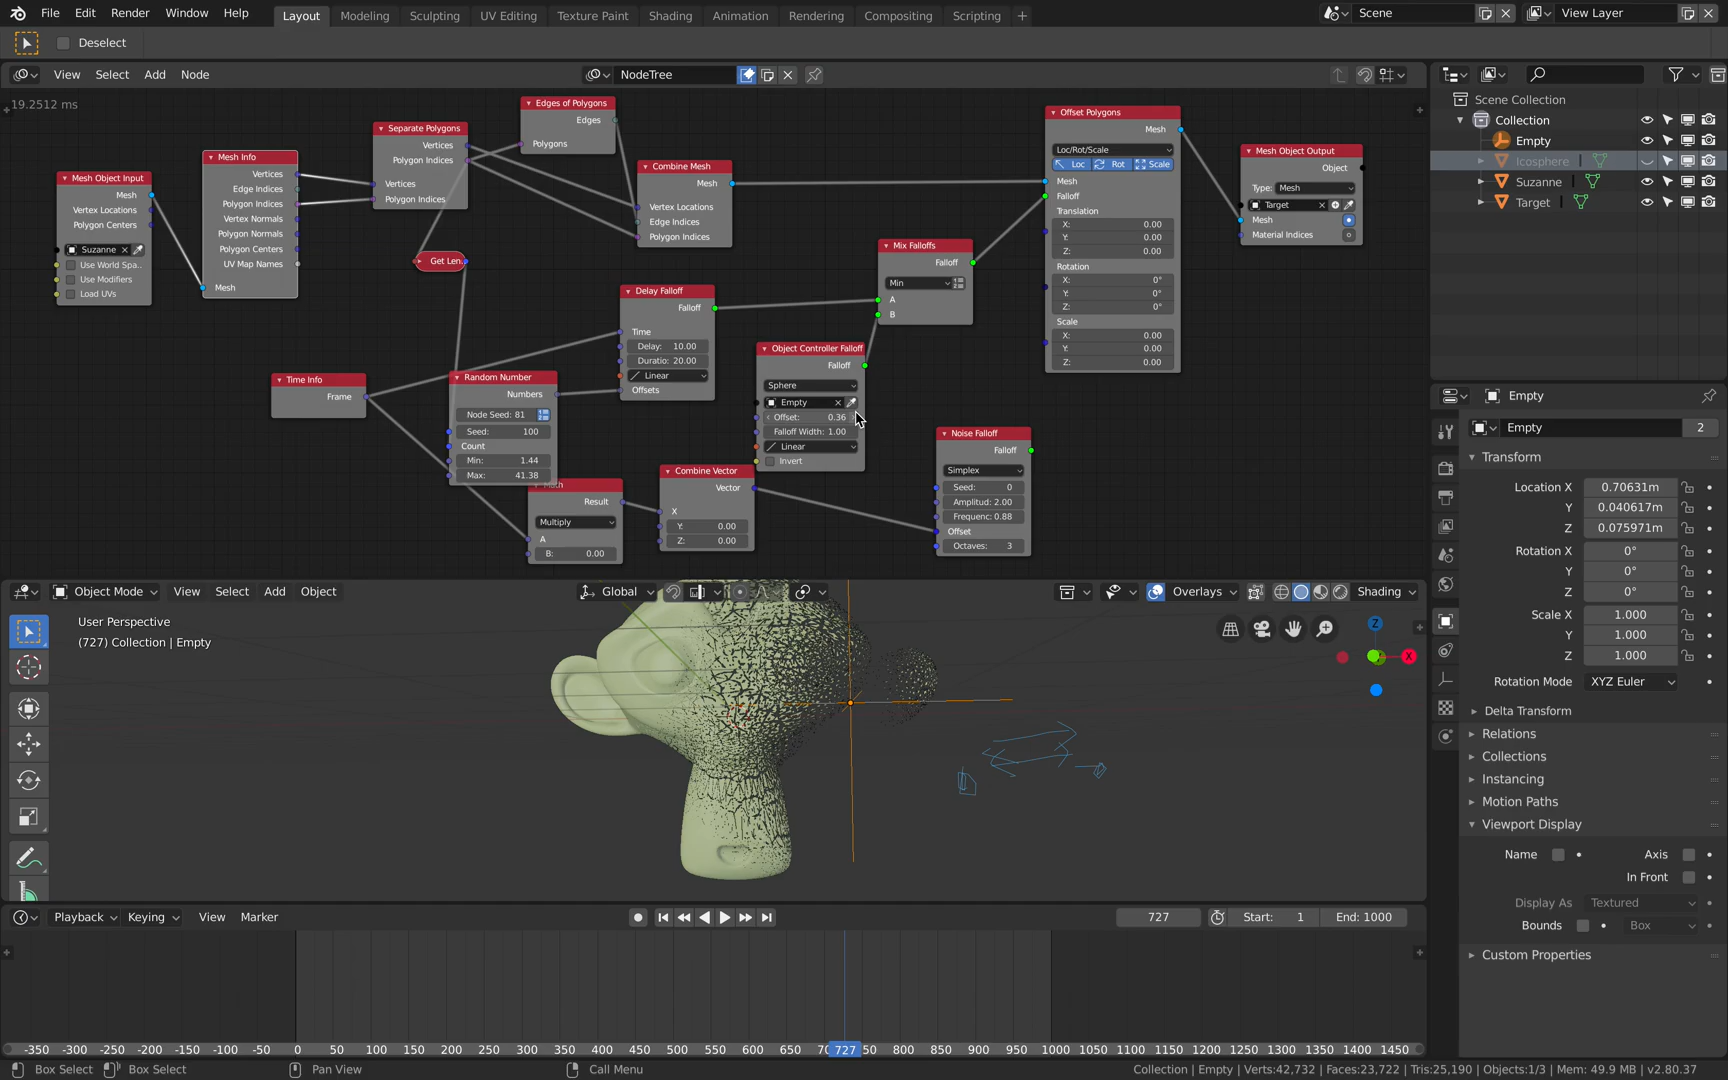 File Edit Render Window Help Layout Modeling Sculpting UV Editing Texture Paint Shading Animation Rendering Compositing Scripting Scene View Layer
Deselect
View Select Add Node NodeTree
19.2512 ms
Mesh Object Input
Mesh
Vertex Locations
Polygon Centers
Suzanne
Use World Spa..
Use Modifiers
Load UVs
Mesh Info
Vertices
Edge Indices
Polygon Indices
Vertex Normals
Polygon Normals
Polygon Centers
UV Map Names
Mesh
Separate Polygons
Vertices
Polygon Indices
Vertices
Polygon Indices
Edges of Polygons
Edges
Polygons
Combine Mesh
Mesh
Vertex Locations
Edge Indices
Polygon Indices
Get Len..
Time Info
Frame
Random Number
Numbers
Node Seed: 81
Seed: 100
Count
Min: 1.44
Max: 41.38
Delay Falloff
Falloff
Time
Delay: 10.00
Duratio: 20.00
Linear
Offsets
Math
Result
Multiply
A
B: 0.00
Combine Vector
Vector
X
Y: 0.00
Z: 0.00
Object Controller Falloff
Falloff
Sphere
Empty
Offset: 0.36
Falloff Width: 1.00
Linear
Invert
Mix Falloffs
Falloff
Min
A
B
Noise Falloff
Falloff
Simplex
Seed: 0
Amplitud: 2.00
Frequenc: 0.88
Offset
Octaves: 3
Offset Polygons
Mesh
Loc/Rot/Scale
Loc Rot Scale
Mesh
Falloff
Translation
X: 0.00
Y: 0.00
Z: 0.00
Rotation
X: 0°
Y: 0°
Z: 0°
Scale
X: 0.00
Y: 0.00
Z: 0.00
Mesh Object Output
Object
Type: Mesh
Target
Mesh
Material Indices
Scene Collection
Collection
Empty
Icosphere
Suzanne
Target
Empty
Empty 2
Transform
Location X 0.70631m
Y 0.040617m
Z 0.075971m
Rotation X 0°
Y 0°
Z 0°
Scale X 1.000
Y 1.000
Z 1.000
Rotation Mode XYZ Euler
Delta Transform
Relations
Collections
Instancing
Motion Paths
Viewport Display
Name Axis
In Front
Display As Textured
Bounds Box
Custom Properties
Object Mode View Select Add Object Global Overlays Shading
User Perspective
(727) Collection | Empty
Z
X
Playback Keying View Marker 727 Start: 1 End: 1000
-350 -300 -250 -200 -150 -100 -50 0 50 100 150 200 250 300 350 400 450 500 550 600 650 70 727 50 800 850 900 950 1000 1050 1100 1150 1200 1250 1300 1350 1400 1450
Box Select Box Select Pan View Call Menu Collection | Empty | Verts:42,732 | Faces:23,722 | Tris:25,190 | Objects:1/3 | Mem: 49.9 MB | v2.80.37